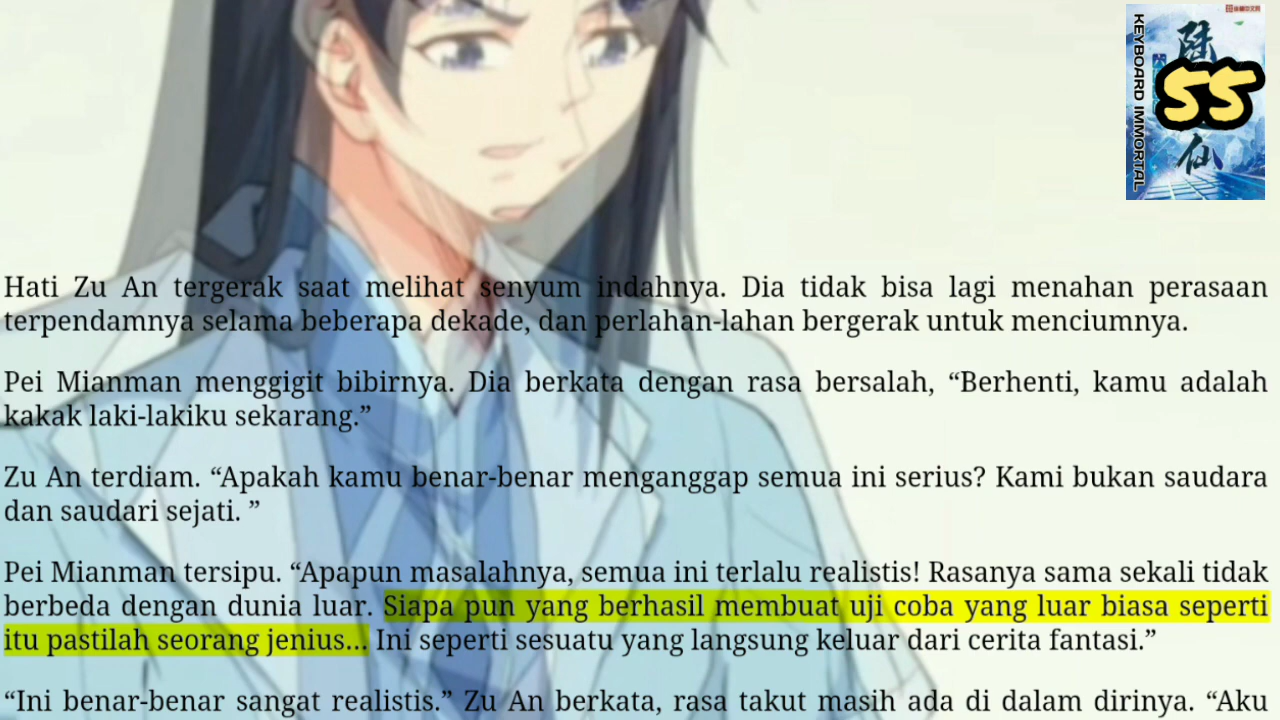 KEYBOARD IMMORTAL
陆
55
仙
Hati Zu An tergerak saat melihat senyum indahnya. Dia tidak bisa lagi menahan perasaan
terpendamnya selama beberapa dekade, dan perlahan-lahan bergerak untuk menciumnya.
Pei Mianman menggigit bibirnya. Dia berkata dengan rasa bersalah, “Berhenti, kamu adalah
kakak laki-lakiku sekarang.”
Zu An terdiam. “Apakah kamu benar-benar menganggap semua ini serius? Kami bukan saudara
dan saudari sejati. ”
Pei Mianman tersipu. “Apapun masalahnya, semua ini terlalu realistis! Rasanya sama sekali tidak
berbeda dengan dunia luar. Siapa pun yang berhasil membuat uji coba yang luar biasa seperti
itu pastilah seorang jenius... Ini seperti sesuatu yang langsung keluar dari cerita fantasi.”
“Ini benar-benar sangat realistis.” Zu An berkata, rasa takut masih ada di dalam dirinya. “Aku